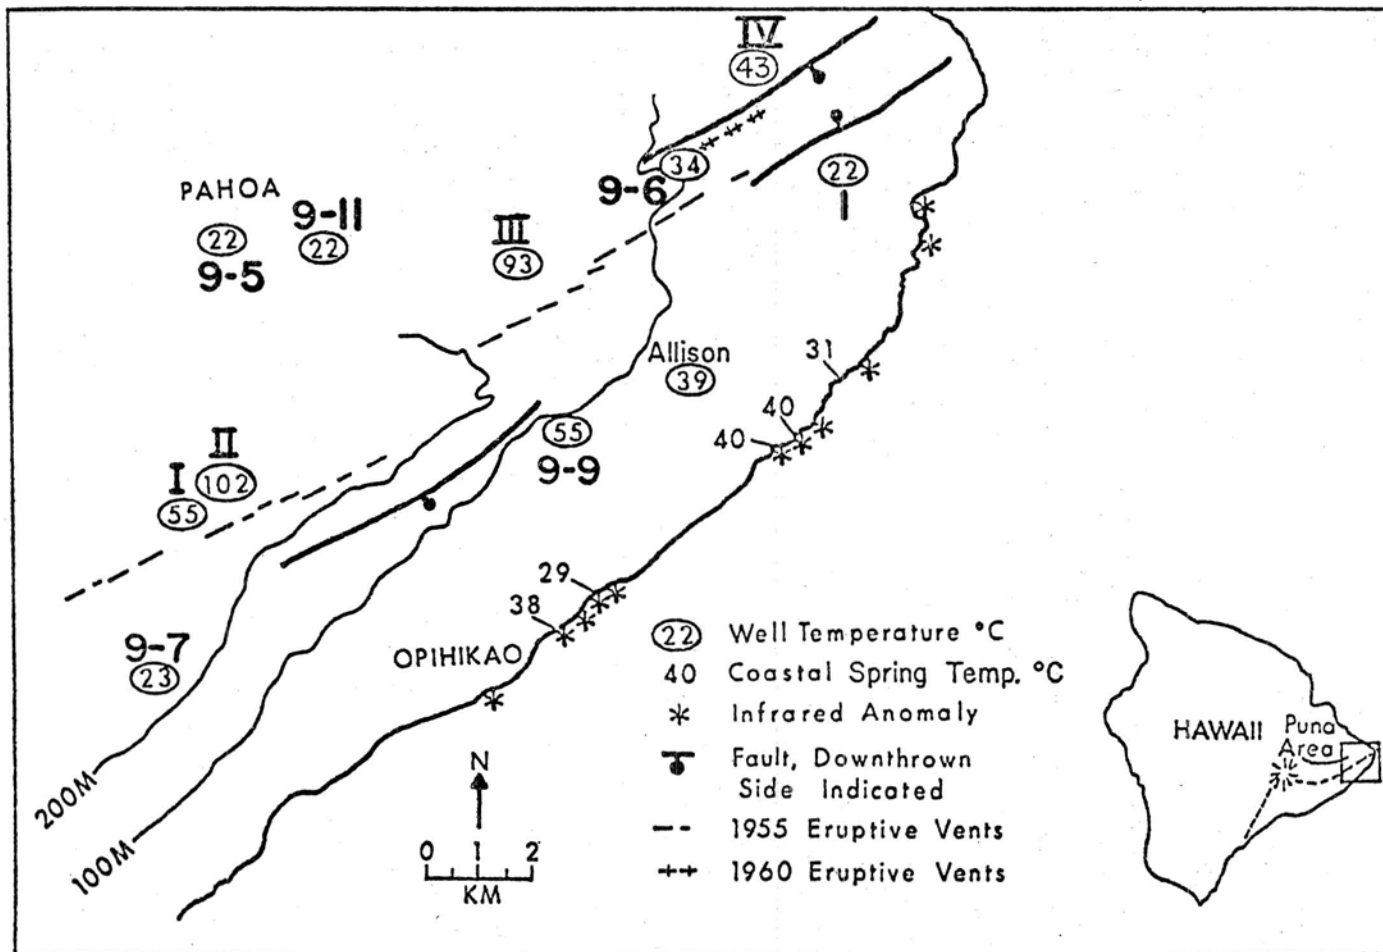 IV
43
34
9-6
22
I
PAHOA
22
9-5
9-11
22
III
93
Allison
39
31
40
40
II
102
I
55
55
9-9
29
38
OPIHIKAO
9-7
23
200M
100M
N
0 1 2
KM
22 Well Temperature °C
40 Coastal Spring Temp. °C
Infrared Anomaly
Fault, Downthrown
Side Indicated
1955 Eruptive Vents
1960 Eruptive Vents
HAWAII
Puna
Area